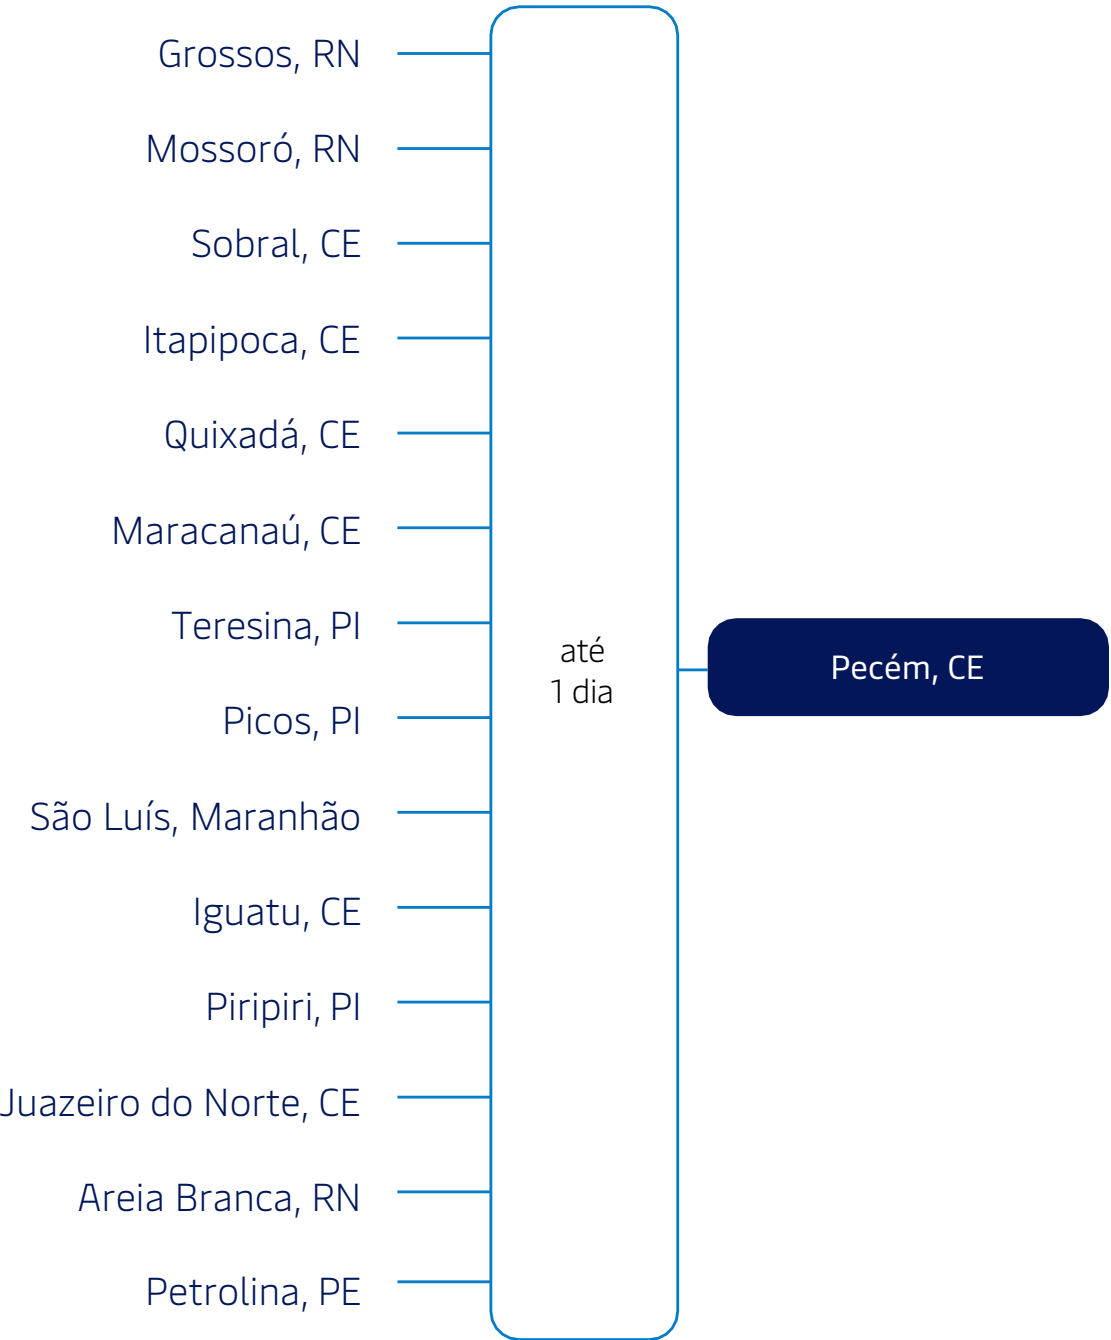 Grossos, RN
Mossoró, RN
Sobral, CE
Itapipoca, CE
Quixadá, CE
Maracanaú, CE
Teresina, PI
Picos, PI
São Luís, Maranhão
Iguatu, CE
Piripiri, PI
Juazeiro do Norte, CE
Areia Branca, RN
Petrolina, PE
até
1 dia
Pecém, CE